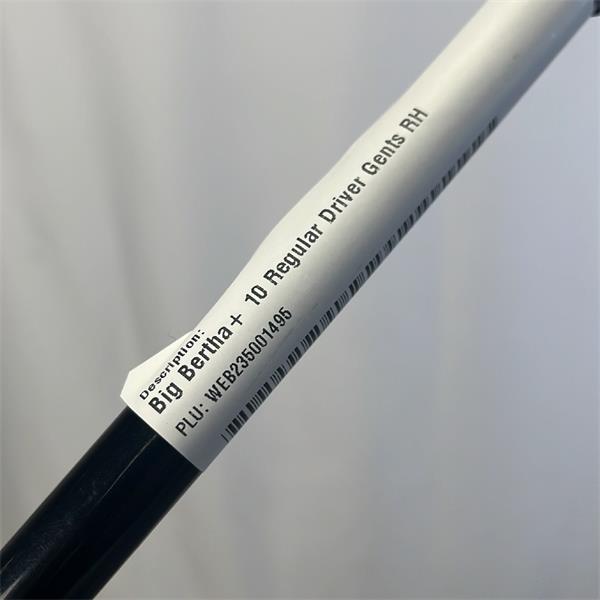 Description:
Big Bertha+ 10 Regular Driver Gents RH
PLU: WEB235001495